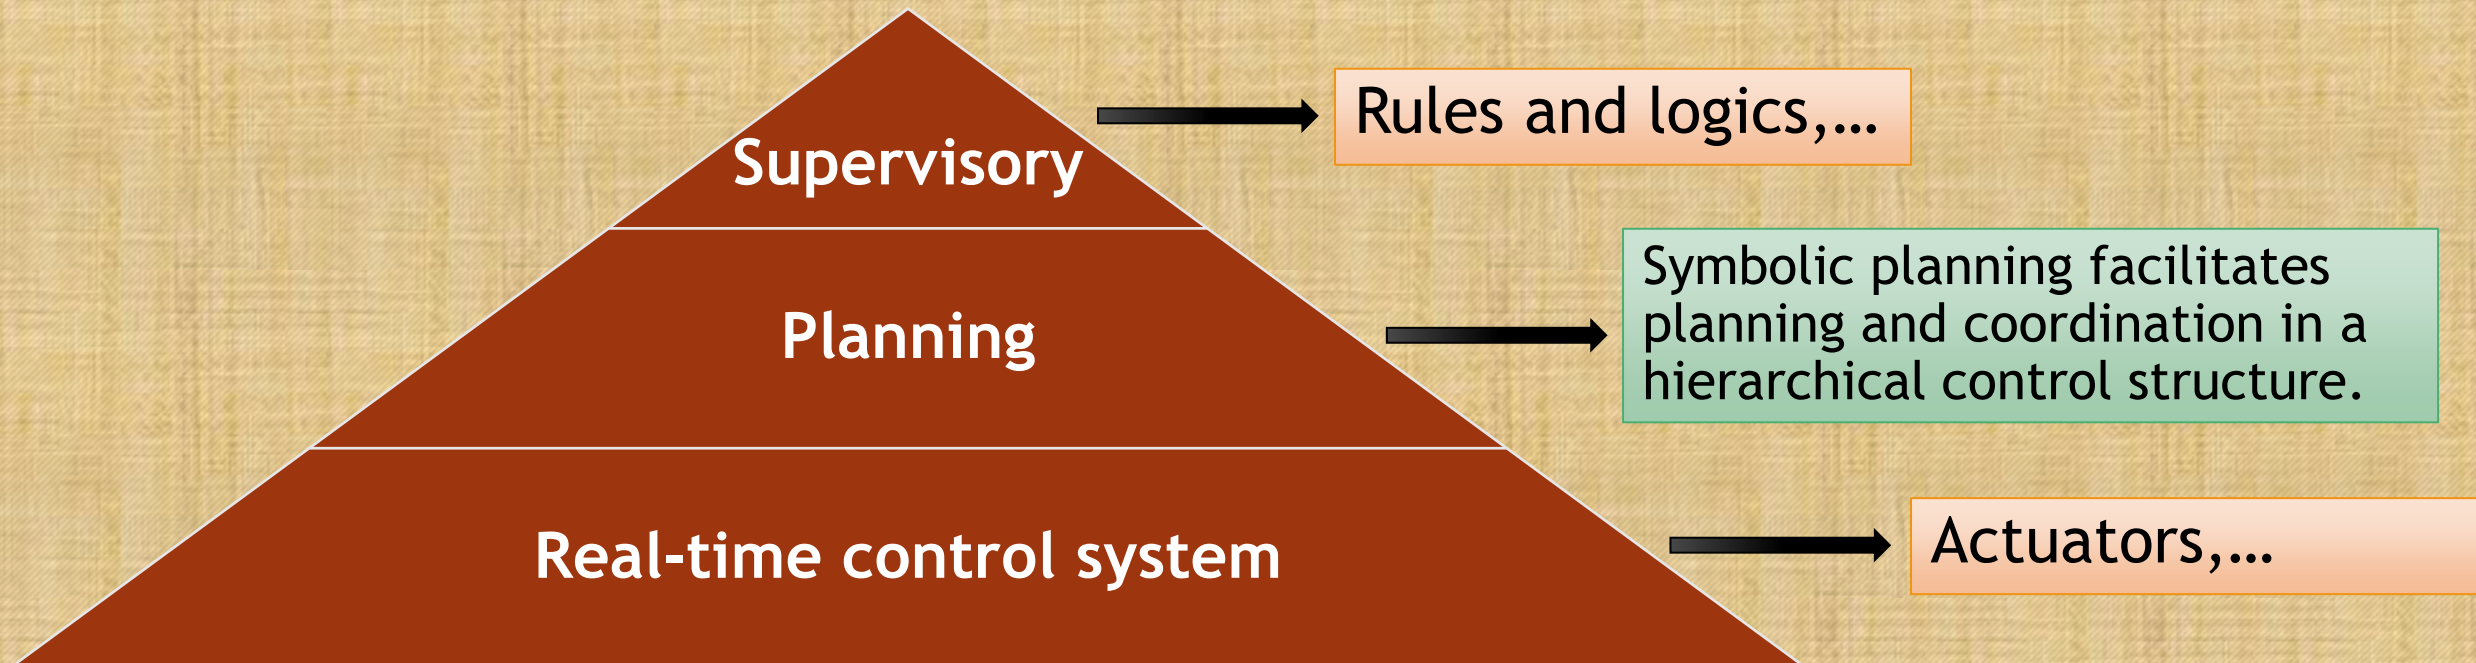 Supervisory
Rules and logics,…
Planning
Symbolic planning facilitates
planning and coordination in a
hierarchical control structure.
Real-time control system
Actuators,…